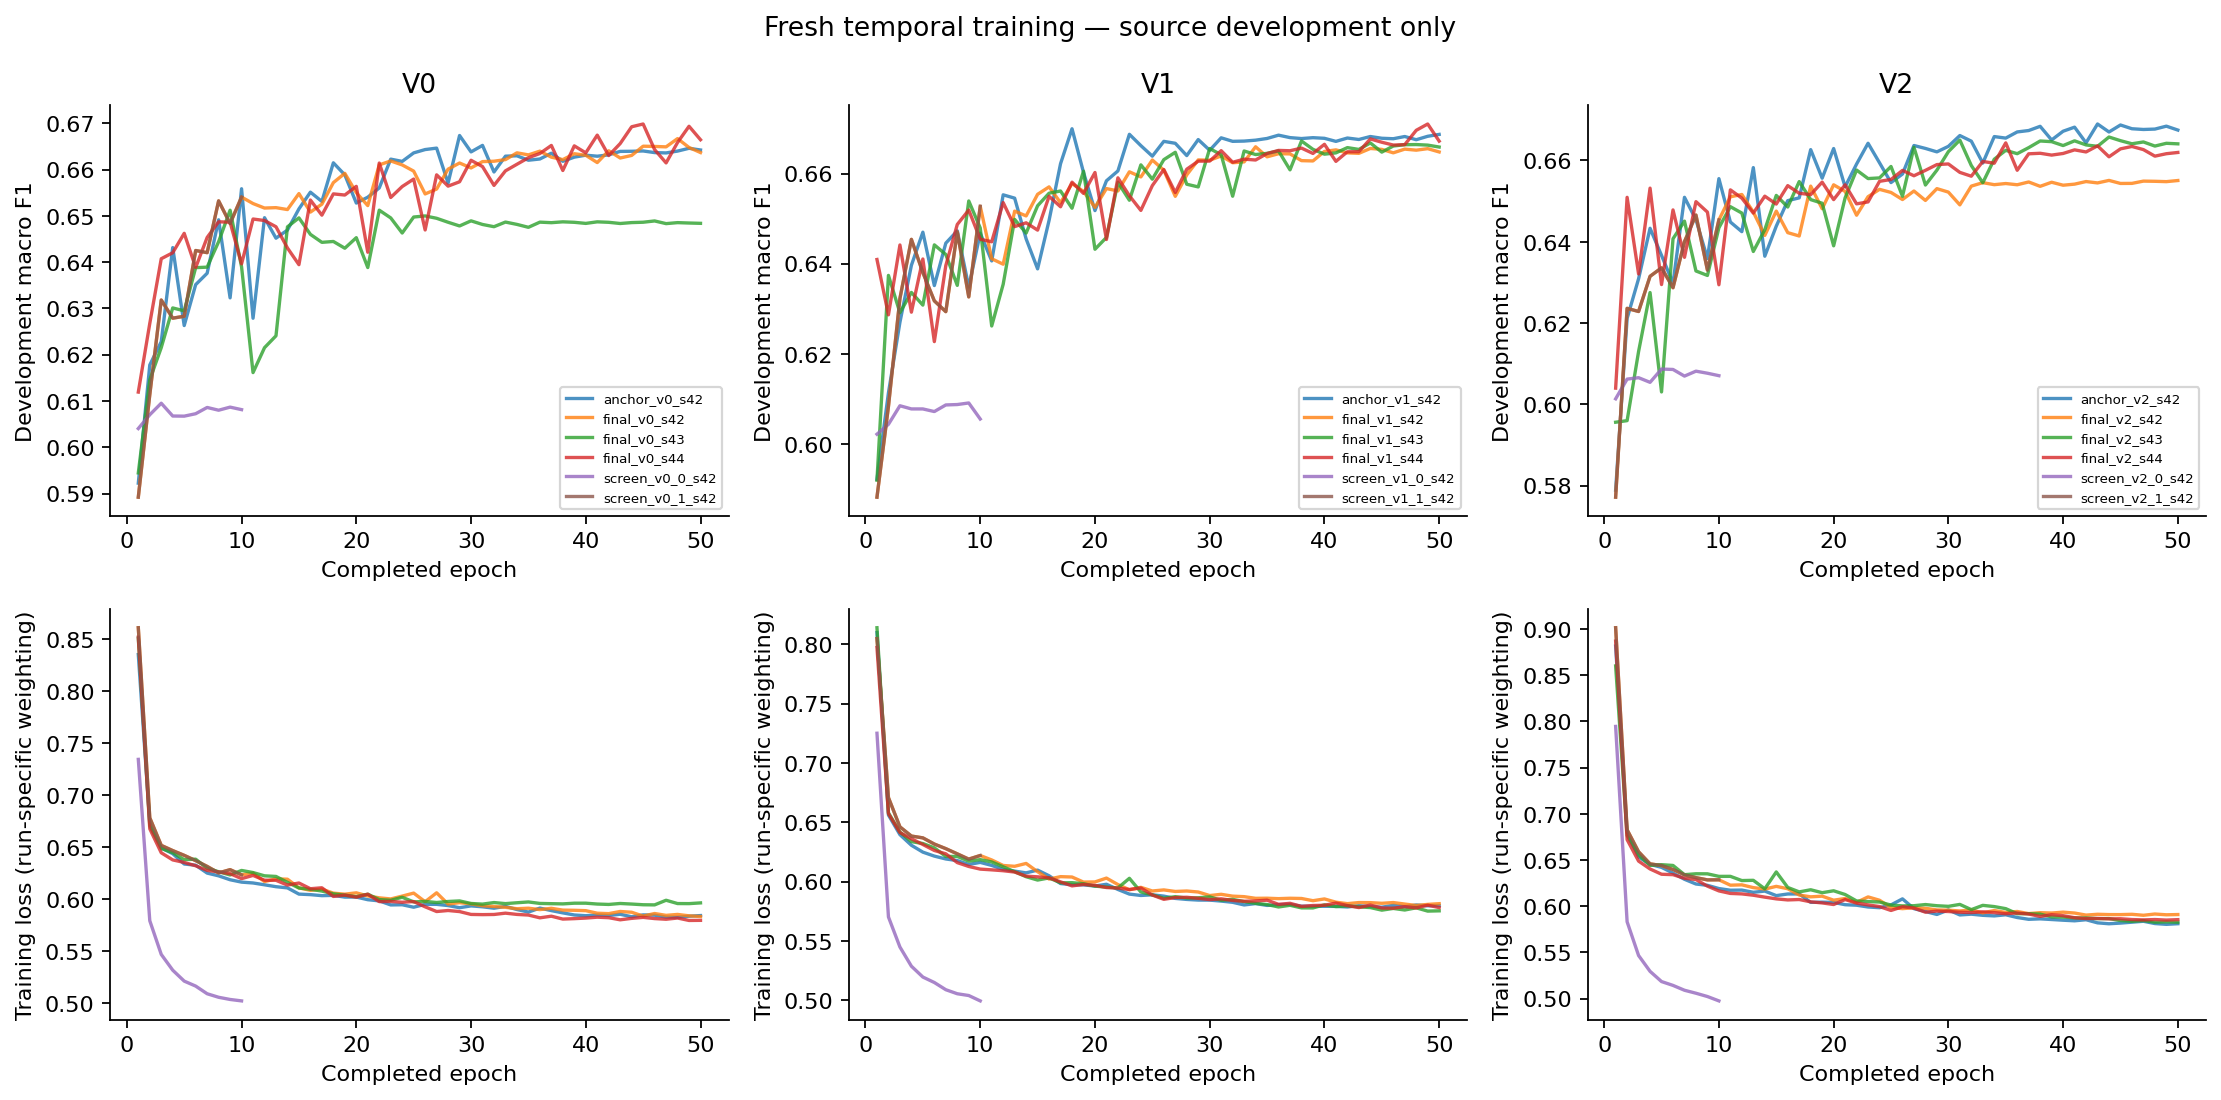 Fresh temporal training — source development only
V0
Development macro F1
0.67
0.66
0.65
0.64
0.63
0.62
0.61
0.60
0.59
0
10
20
30
40
50
Completed epoch
anchor_v0_s42
final_v0_s42
final_v0_s43
final_v0_s44
screen_v0_0_s42
screen_v0_1_s42
V1
Development macro F1
0.66
0.64
0.62
0.60
0
10
20
30
40
50
Completed epoch
anchor_v1_s42
final_v1_s42
final_v1_s43
final_v1_s44
screen_v1_0_s42
screen_v1_1_s42
V2
Development macro F1
0.66
0.64
0.62
0.60
0.58
0
10
20
30
40
50
Completed epoch
anchor_v2_s42
final_v2_s42
final_v2_s43
final_v2_s44
screen_v2_0_s42
screen_v2_1_s42
Training loss (run-specific weighting)
0.85
0.80
0.75
0.70
0.65
0.60
0.55
0.50
0
10
20
30
40
50
Completed epoch
Training loss (run-specific weighting)
0.80
0.75
0.70
0.65
0.60
0.55
0.50
0
10
20
30
40
50
Completed epoch
Training loss (run-specific weighting)
0.90
0.85
0.80
0.75
0.70
0.65
0.60
0.55
0.50
0
10
20
30
40
50
Completed epoch